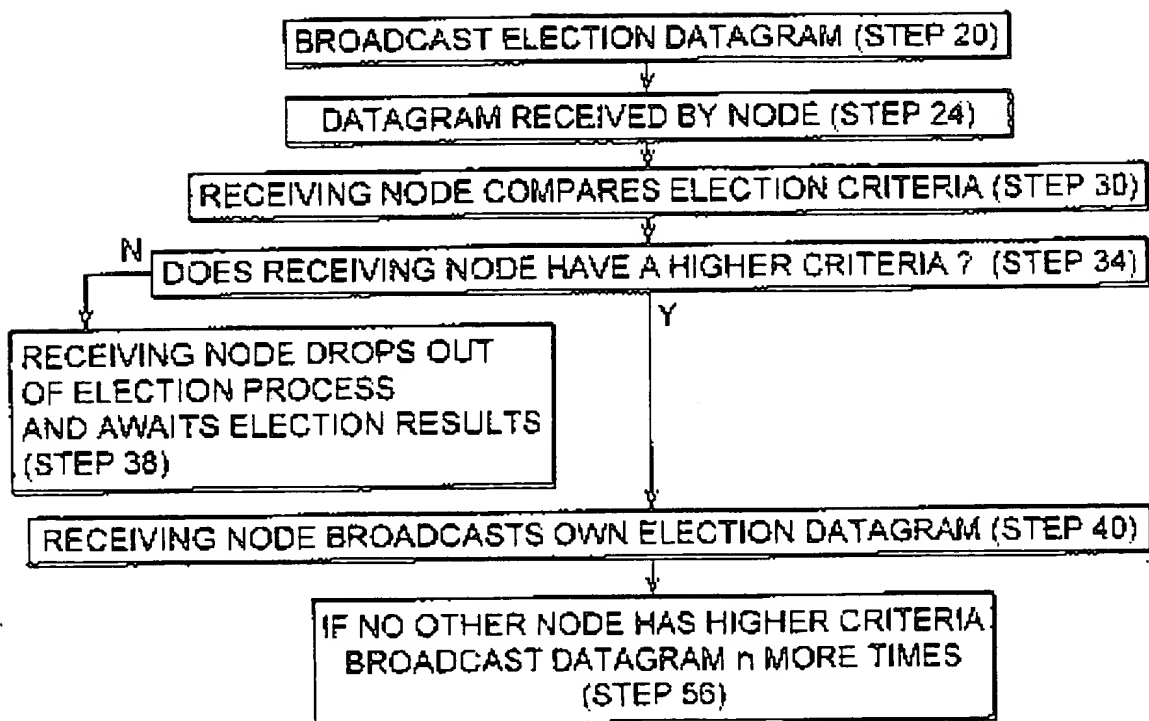 BROADCAST ELECTION DATAGRAM (STEP 20)
DATAGRAM RECEIVED BY NODE (STEP 24)
RECEIVING NODE COMPARES ELECTION CRITERIA (STEP 30)
DOES RECEIVING NODE HAVE A HIGHER CRITERIA ? (STEP 34)
N
Y
RECEIVING NODE DROPS OUT
OF ELECTION PROCESS
AND AWAITS ELECTION RESULTS
(STEP 38)
RECEIVING NODE BROADCASTS OWN ELECTION DATAGRAM (STEP 40)
IF NO OTHER NODE HAS HIGHER CRITERIA
BROADCAST DATAGRAM n MORE TIMES
(STEP 56)